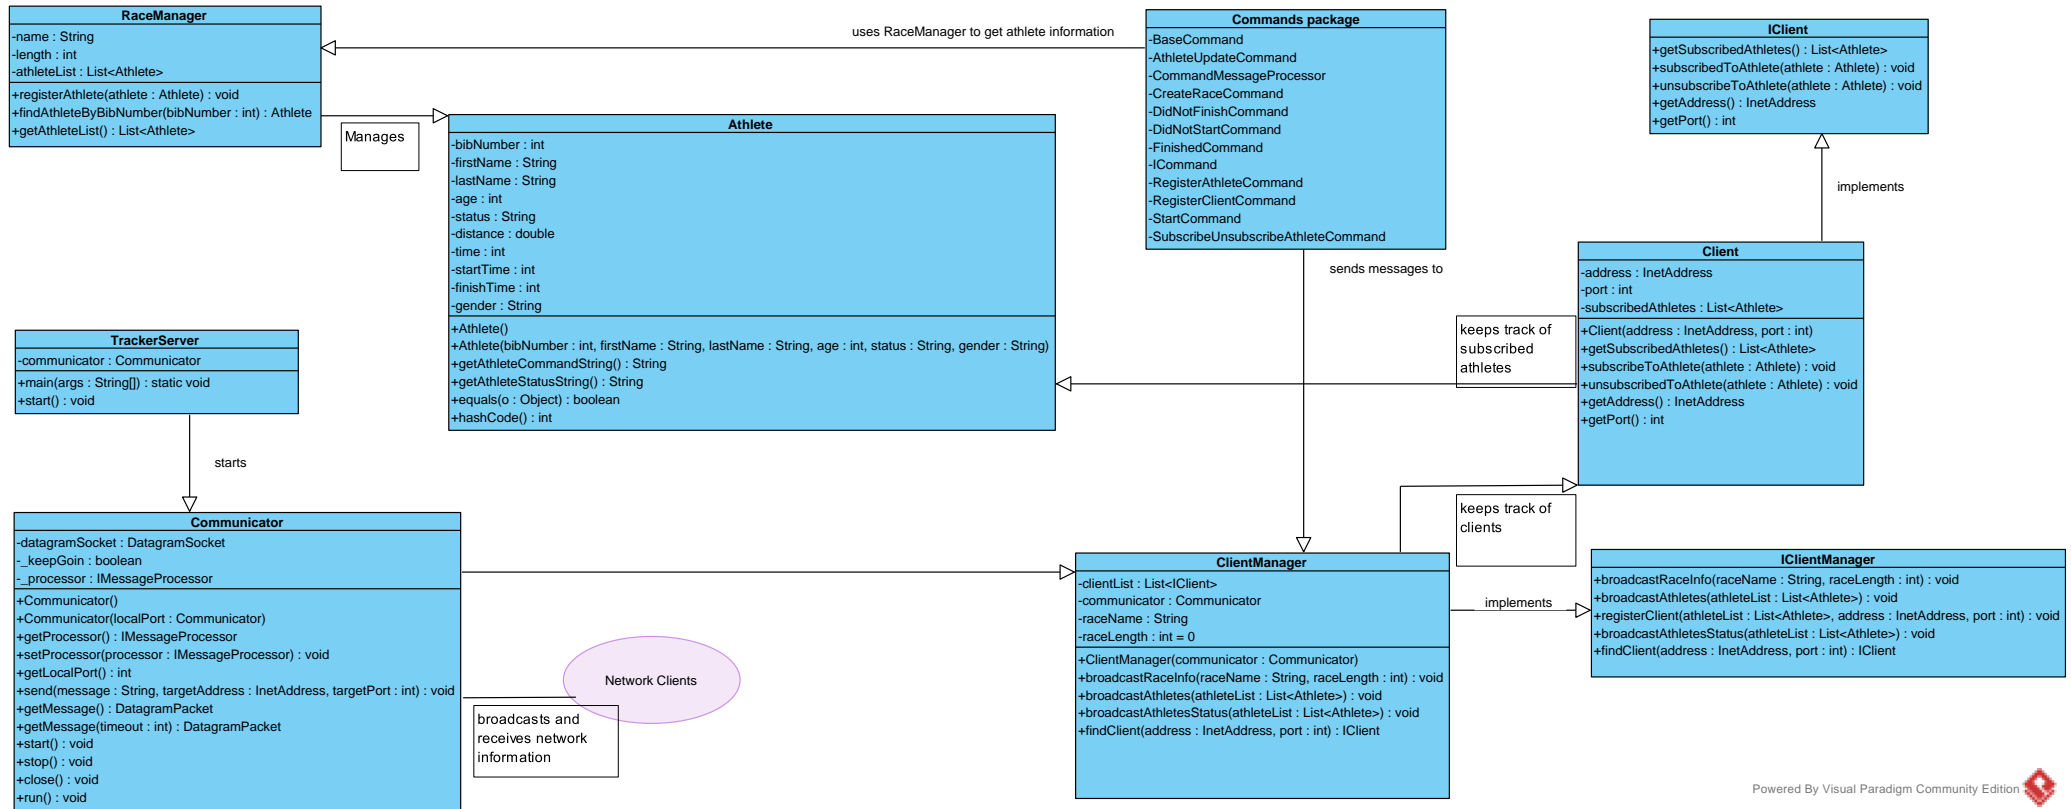 RaceManager
-name : String
-length : int
-athleteList : List<Athlete>
+registerAthlete(athlete : Athlete) : void
+findAthleteByBibNumber(bibNumber : int) : Athlete
+getAthleteList() : List<Athlete>
uses RaceManager to get athlete information
Commands package
-BaseCommand
-AthleteUpdateCommand
-CommandMessageProcessor
-CreateRaceCommand
-DidNotFinishCommand
-DidNotStartCommand
-FinishedCommand
-ICommand
-RegisterAthleteCommand
-RegisterClientCommand
-StartCommand
-SubscribeUnsubscribeAthleteCommand
IClient
+getSubscribedAthletes() : List<Athlete>
+subscribedToAthlete(athlete : Athlete) : void
+unsubscribeToAthlete(athlete : Athlete) : void
+getAddress() : InetAddress
+getPort() : int
Manages
Athlete
-bibNumber : int
-firstName : String
-lastName : String
-age : int
-status : String
-distance : double
-time : int
-startTime : int
-finishTime : int
-gender : String
+Athlete()
+Athlete(bibNumber : int, firstName : String, lastName : String, age : int, status : String, gender : String)
+getAthleteCommandString() : String
+getAthleteStatusString() : String
+equals(o : Object) : boolean
+hashCode() : int
implements
sends messages to
Client
-address : InetAddress
-port : int
-subscribedAthletes : List<Athlete>
+Client(address : InetAddress, port : int)
+getSubscribedAthletes() : List<Athlete>
+subscribeToAthlete(athlete : Athlete) : void
+unsubscribedToAthlete(athlete : Athlete) : void
+getAddress() : InetAddress
+getPort() : int
keeps track of
subscribed
athletes
TrackerServer
-communicator : Communicator
+main(args : String[]) : static void
+start() : void
starts
keeps track of
clients
Communicator
-datagramSocket : DatagramSocket
-_keepGoin : boolean
-_processor : IMessageProcessor
+Communicator()
+Communicator(localPort : Communicator)
+getProcessor() : IMessageProcessor
+setProcessor(processor : IMessageProcessor) : void
+getLocalPort() : int
+send(message : String, targetAddress : InetAddress, targetPort : int) : void
+getMessage() : DatagramPacket
+getMessage(timeout : int) : DatagramPacket
+start() : void
+stop() : void
+close() : void
+run() : void
Network Clients
broadcasts and
receives network
information
ClientManager
-clientList : List<IClient>
-communicator : Communicator
-raceName : String
-raceLength : int = 0
+ClientManager(communicator : Communicator)
+broadcastRaceInfo(raceName : String, raceLength : int) : void
+broadcastAthletes(athleteList : List<Athlete>) : void
+broadcastAthletesStatus(athleteList : List<Athlete>) : void
+findClient(address : InetAddress, port : int) : IClient
implements
IClientManager
+broadcastRaceInfo(raceName : String, raceLength : int) : void
+broadcastAthletes(athleteList : List<Athlete>) : void
+registerClient(athleteList : List<Athlete>, address : InetAddress, port : int) : void
+broadcastAthletesStatus(athleteList : List<Athlete>) : void
+findClient(address : InetAddress, port : int) : IClient
Powered By Visual Paradigm Community Edition